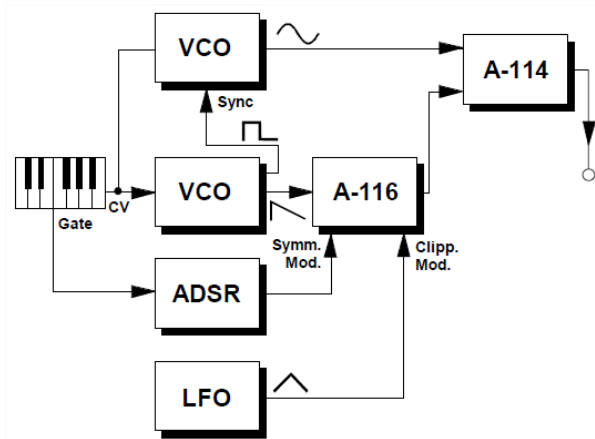 VCO
A-114
Sync
VCO
A-116
CV
Gate
Symm.
Mod.
Clipp.
Mod.
ADSR
LFO